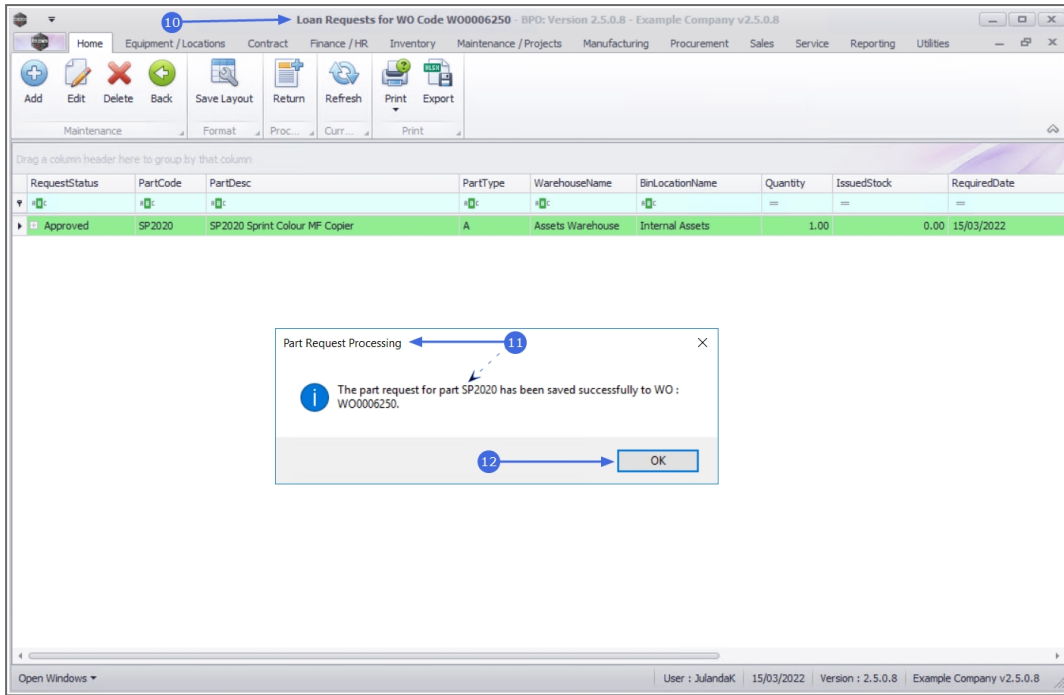 10
Loan Requests for WO Code WO0006250 - BPO: Version 2.5.0.8 - Example Company v2.5.0.8
Home Equipment / Locations Contract Finance / HR Inventory Maintenance / Projects Manufacturing Procurement Sales Service Reporting Utilities
Add Edit Delete Back Save Layout Return Refresh Print Export
Maintenance Format Proc... Curr... Print
Drag a column header here to group by that column
RequestStatus PartCode PartDesc PartType WarehouseName BinLocationName Quantity IssuedStock RequiredDate
= = =
Approved SP2020 SP2020 Sprint Colour MF Copier A Assets Warehouse Internal Assets 1.00 0.00 15/03/2022
Part Request Processing 11
The part request for part SP2020 has been saved successfully to WO :
WO0006250.
12 OK
Open Windows User : JulandaK 15/03/2022 Version : 2.5.0.8 Example Company v2.5.0.8